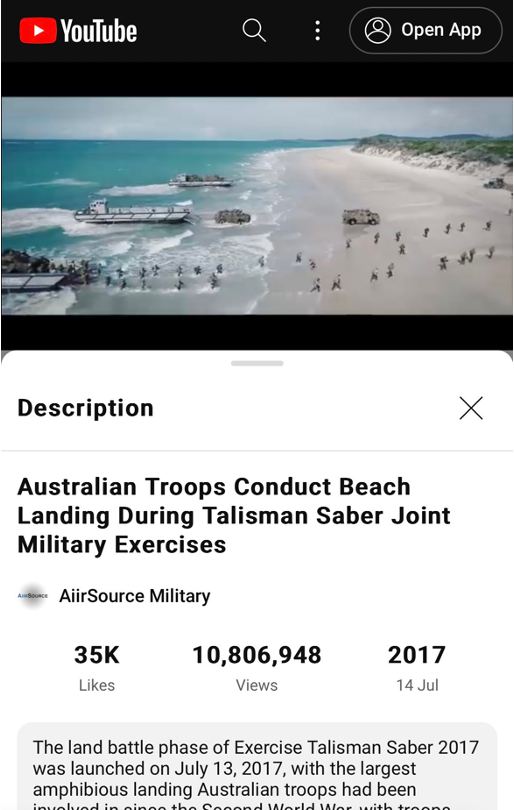 YouTube
Open App
Description
Australian Troops Conduct Beach
Landing During Talisman Saber Joint
Military Exercises
AiirSource
AiirSource Military
35K
10,806,948
2017
Likes
Views
14 Jul
The land battle phase of Exercise Talisman Saber 2017
was launched on July 13, 2017, with the largest
amphibious landing Australian troops had been
involved in since the Second World War, with troops